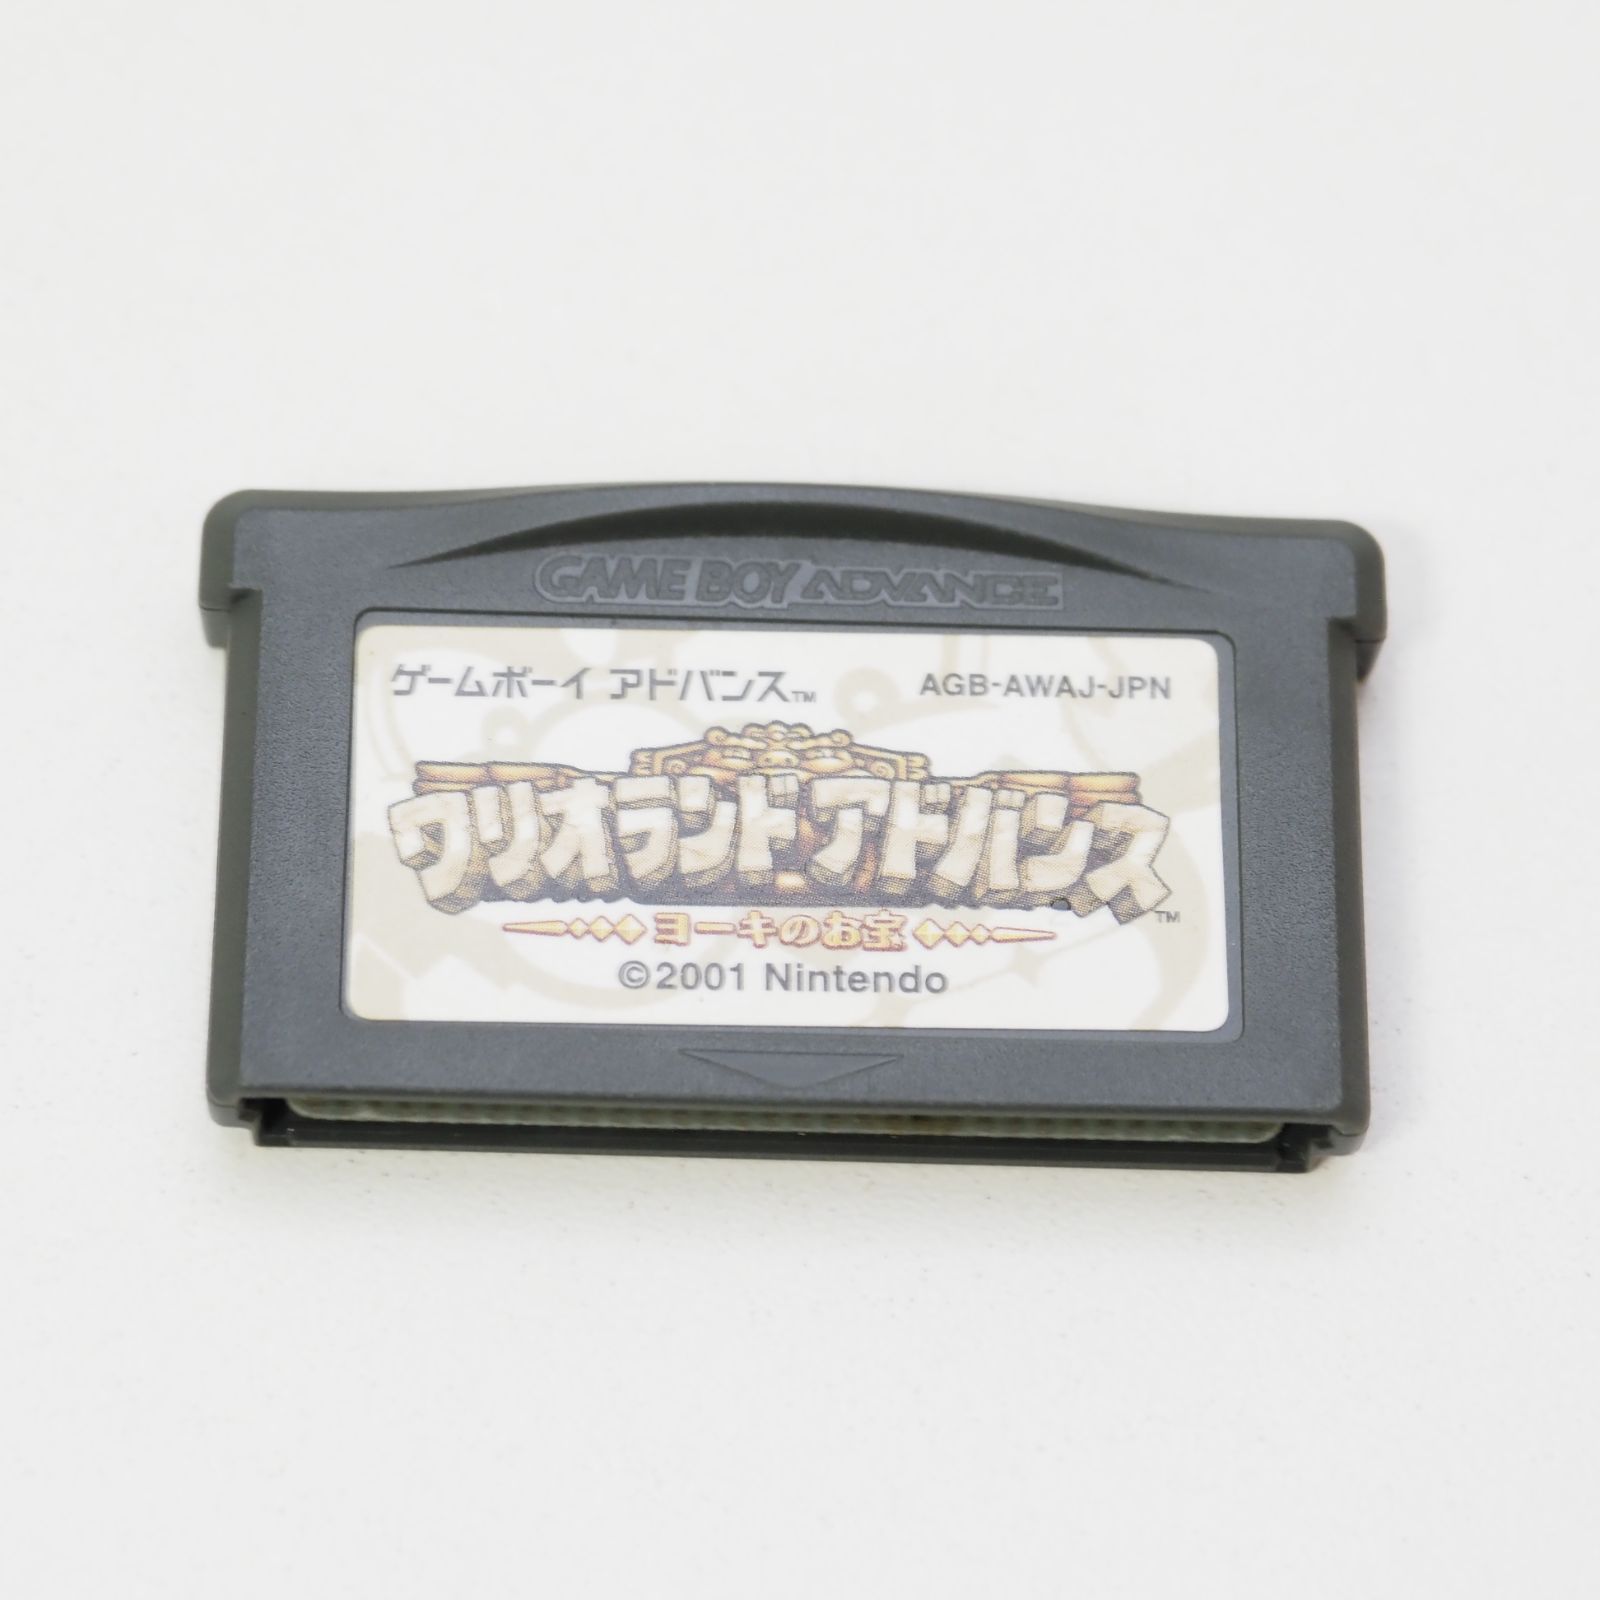 GAME BOY ADVANCE
ゲームボーイ アドバンス™
AGB-AWAJ-JPN
ワリオランドアドバンス™
ヨーキのお宝
©2001 Nintendo